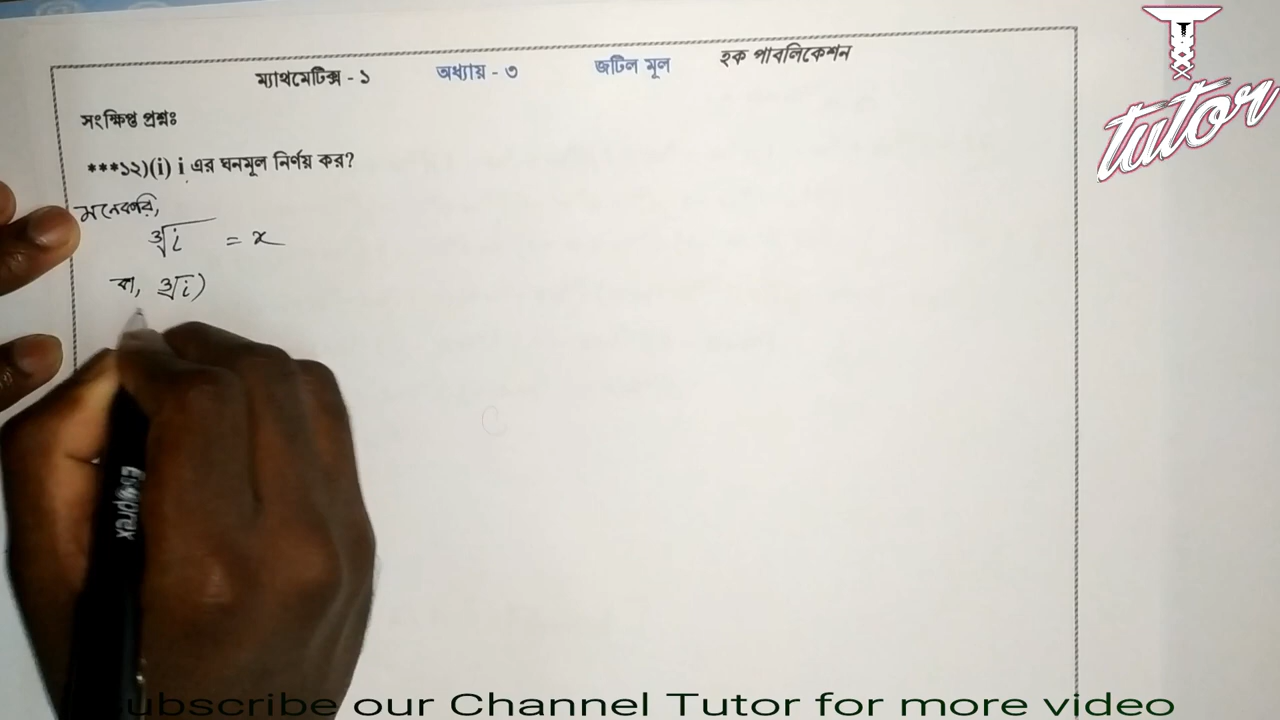 ম্যাথমেটিক্স - ১ অধ্যায় - ৩ জটিল মূল হক পাবলিকেশন
সংক্ষিপ্ত প্রশ্নঃ
***১২)(i) i এর ঘনমূল নির্ণয় কর?
মনেকরি,
∛i = x
বা, ∛i)
Evoprex
T
tutor
ubscribe our Channel Tutor for more video